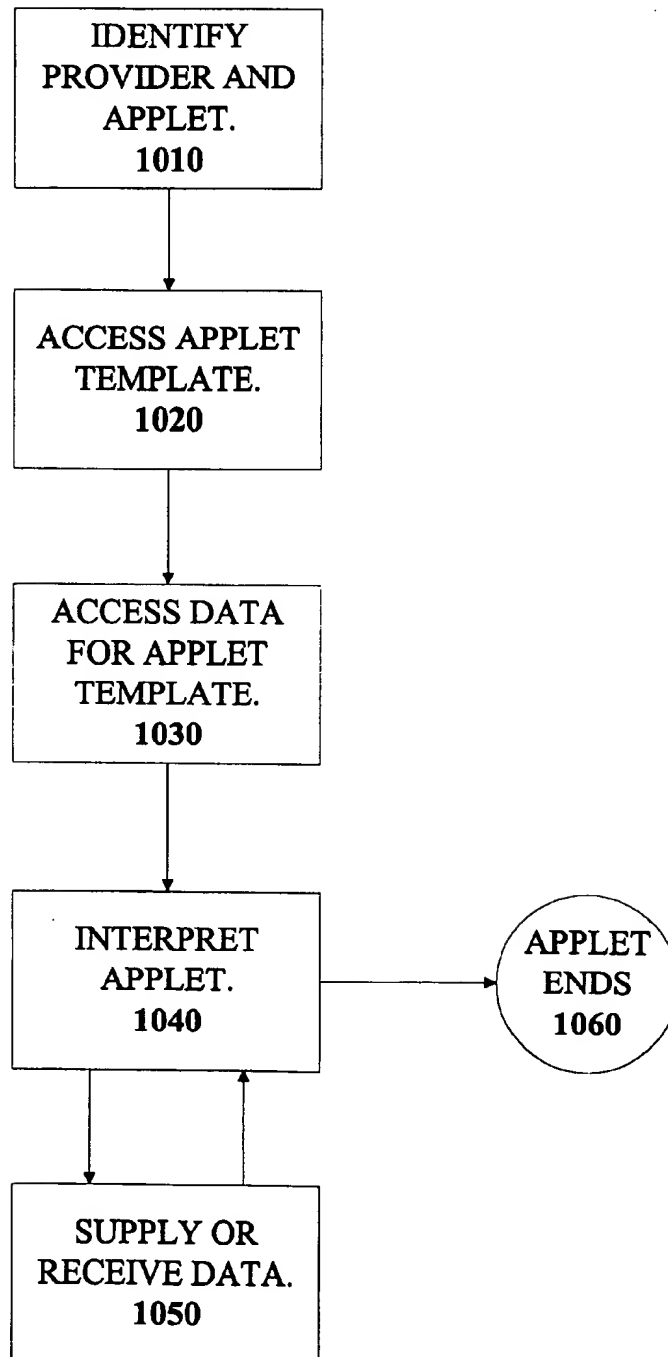 IDENTIFY
PROVIDER AND
APPLET.
1010
ACCESS APPLET
TEMPLATE.
1020
ACCESS DATA
FOR APPLET
TEMPLATE.
1030
INTERPRET
APPLET.
1040
APPLET
ENDS
1060
SUPPLY OR
RECEIVE DATA.
1050